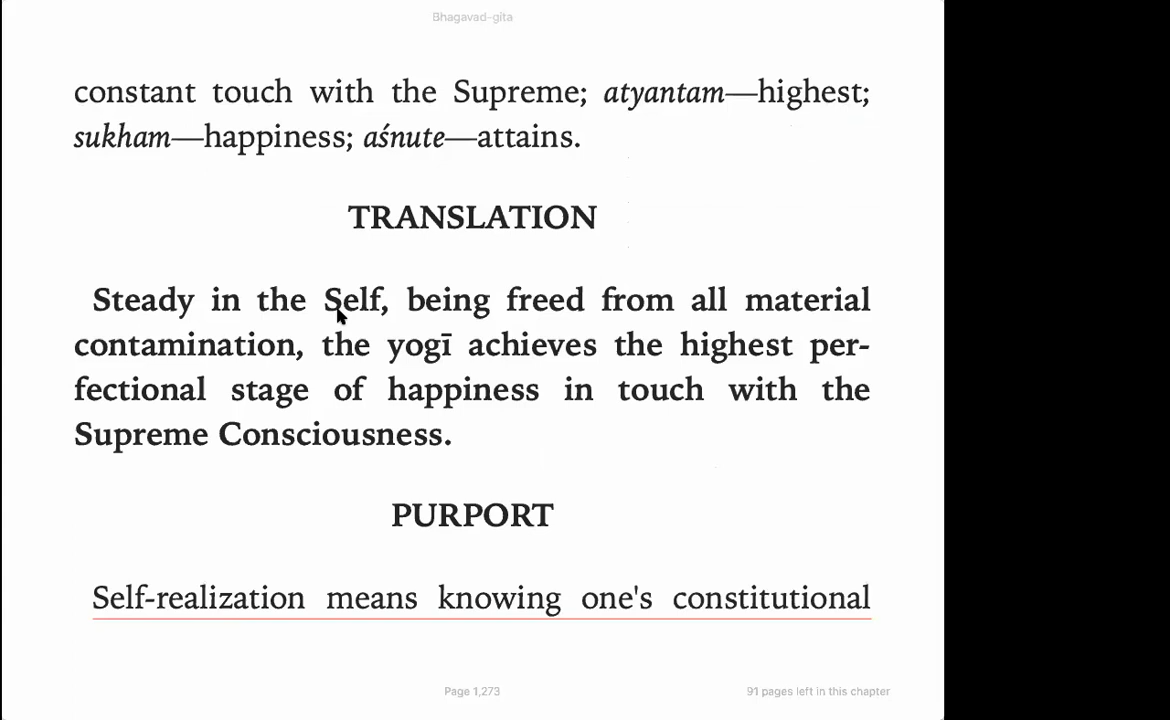 Bhagavad-gita
constant touch with the Supreme; atyantam—highest;
sukham—happiness; aśnute—attains.
TRANSLATION
Steady in the Self, being freed from all material
contamination, the yogī achieves the highest per-
fectional stage of happiness in touch with the
Supreme Consciousness.
PURPORT
Self-realization means knowing one's constitutional
Page 1,273
91 pages left in this chapter